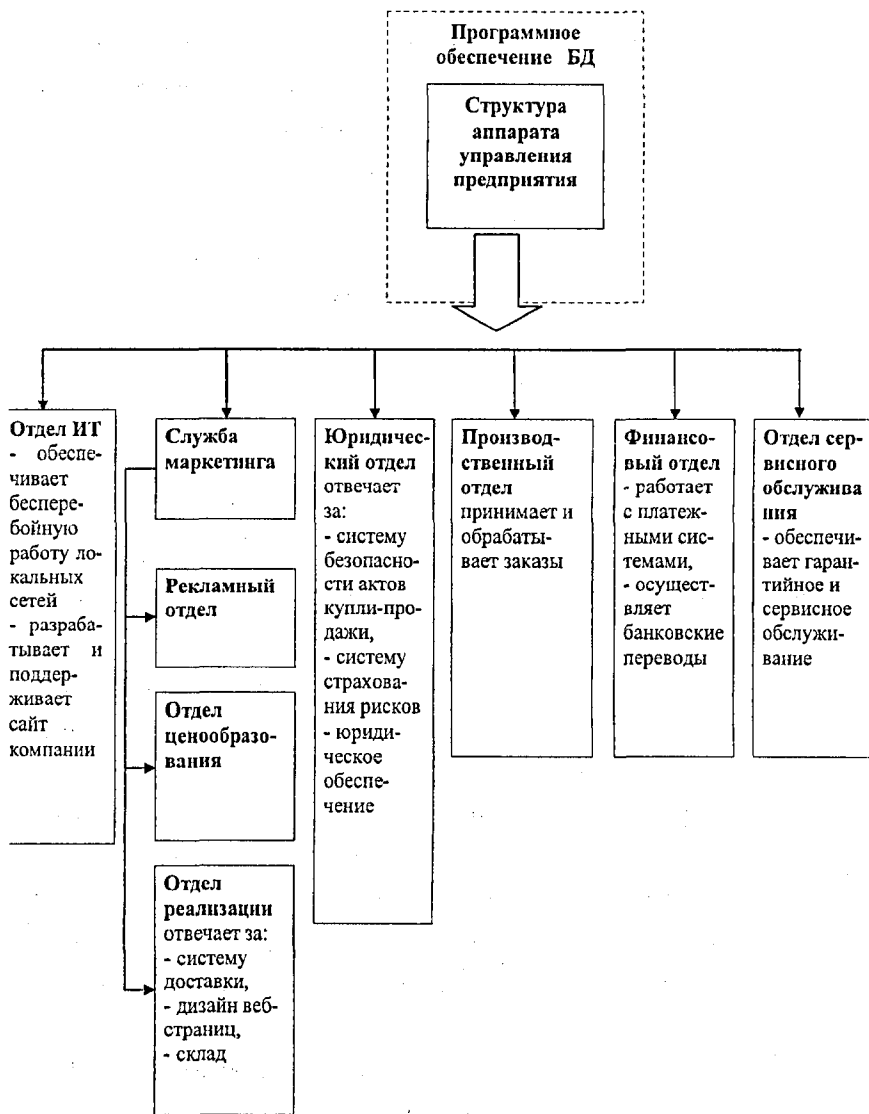 Программное
обеспечение БД
Структура
аппарата
управления
предприятия
Отдел ИТ
- обеспе-
чивает
бесперебойную
работу ло-
кальных
сетей
- разраба-
тывает и
поддер-
живает
сайт
компании
Служба
маркетинга
Рекламный
отдел
Отдел
ценообразо-
вания
Отдел
реализации
отвечает за:
- систему
доставки,
- дизайн веб-
страниц,
- склад
Юридичес-
кий отдел
отвечает
за:
- систему
безопасно-
сти актов
купли-про-
дажи,
- систему
страхова-
ния рисков
- юриди-
ческое
обеспе-
чение
Производ-
ственный
отдел
принимает и
обрабаты-
вает заказы
Финансо-
вый отдел
- работает
с платеж-
ными сис-
темами,
- осущест-
вляет
банковские
переводы
Отдел сер-
висного
обслужива
ния
- обеспечи-
вает гаран-
тийное и
сервисное
обслужи-
вание